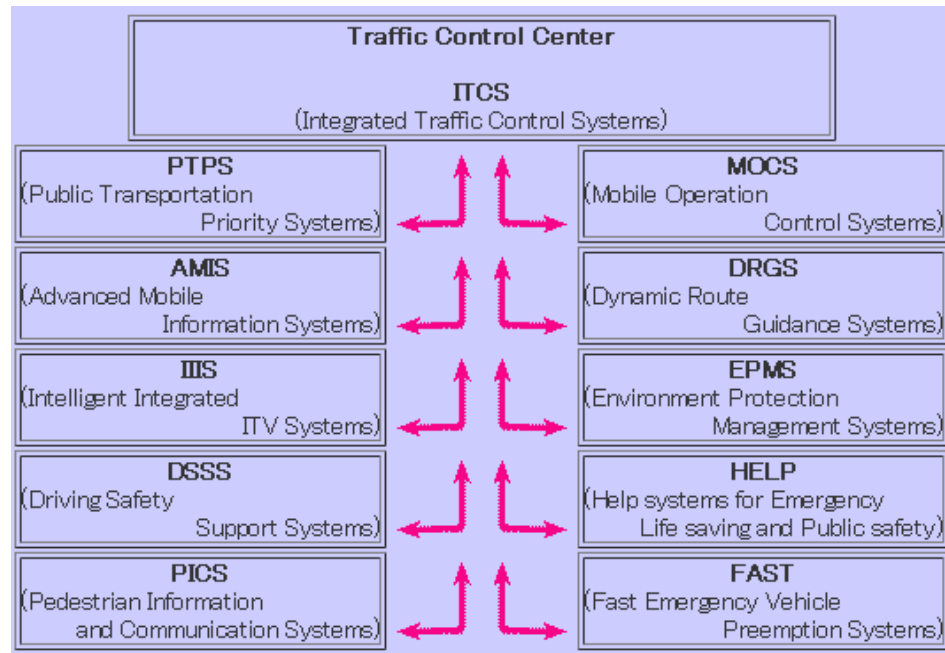 Traffic Control Center
ITCS
(Integrated Traffic Control Systems)
PTPS
(Public Transportation
Priority Systems)
MOCS
(Mobile Operation
Control Systems)
AMIS
(Advanced Mobile
Information Systems)
DRGS
(Dynamic Route
Guidance Systems)
IIIS
(Intelligent Integrated
ITV Systems)
EPMS
(Environment Protection
Management Systems)
DSSS
(Driving Safety
Support Systems)
HELP
(Help systems for Emergency
Life saving and Public safety)
PICS
(Pedestrian Information
and Communication Systems)
FAST
(Fast Emergency Vehicle
Preemption Systems)